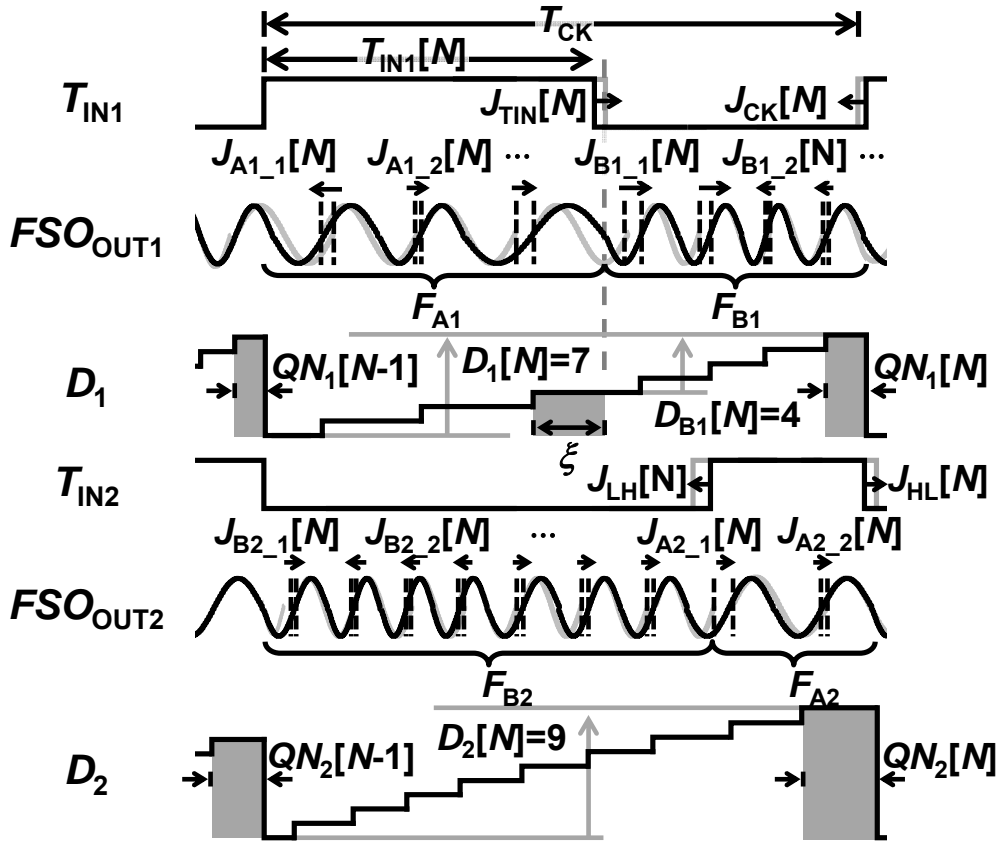 T_CK
T_IN1[N]
T_IN1
J_TIN[N]
J_CK[N]
J_A1_1[N] J_A1_2[N] ... J_B1_1[N] J_B1_2[N] ...
FSO_OUT1
F_A1 F_B1
D_1
QN_1[N-1]
D_1[N]=7
QN_1[N]
D_B1[N]=4
ξ
T_IN2
J_LH[N]
J_HL[N]
J_B2_1[N] J_B2_2[N] ... J_A2_1[N] J_A2_2[N]
FSO_OUT2
F_B2 F_A2
D_2
QN_2[N-1]
D_2[N]=9
QN_2[N]